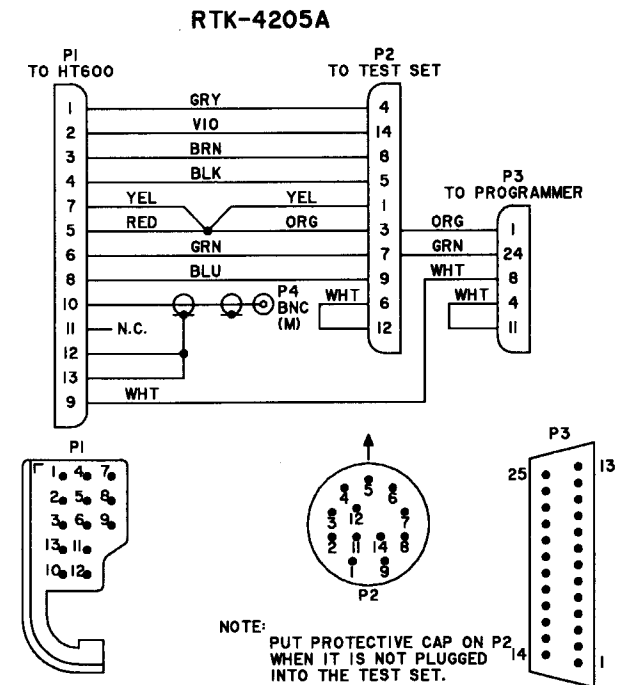 RTK-4205A
P1
TO HT600
P2
TO TEST SET
P3
TO PROGRAMMER
1 GRY 4
2 VIO 14
3 BRN 8
4 BLK 5
7 YEL YEL 1
5 RED ORG 3 ORG 1
6 GRN 7 GRN 24
8 BLU 9 WHT 8
10 P4 BNC (M) WHT 6 WHT 4
11 N.C. 12 11
12
13
9 WHT
P1
1 4 7
2 5 8
3 6 9
13 11
10 12
5
4 6
3 12 7
2 11 14 8
1 9
P2
P3
25 13
14 1
NOTE:
PUT PROTECTIVE CAP ON P2
WHEN IT IS NOT PLUGGED
INTO THE TEST SET.